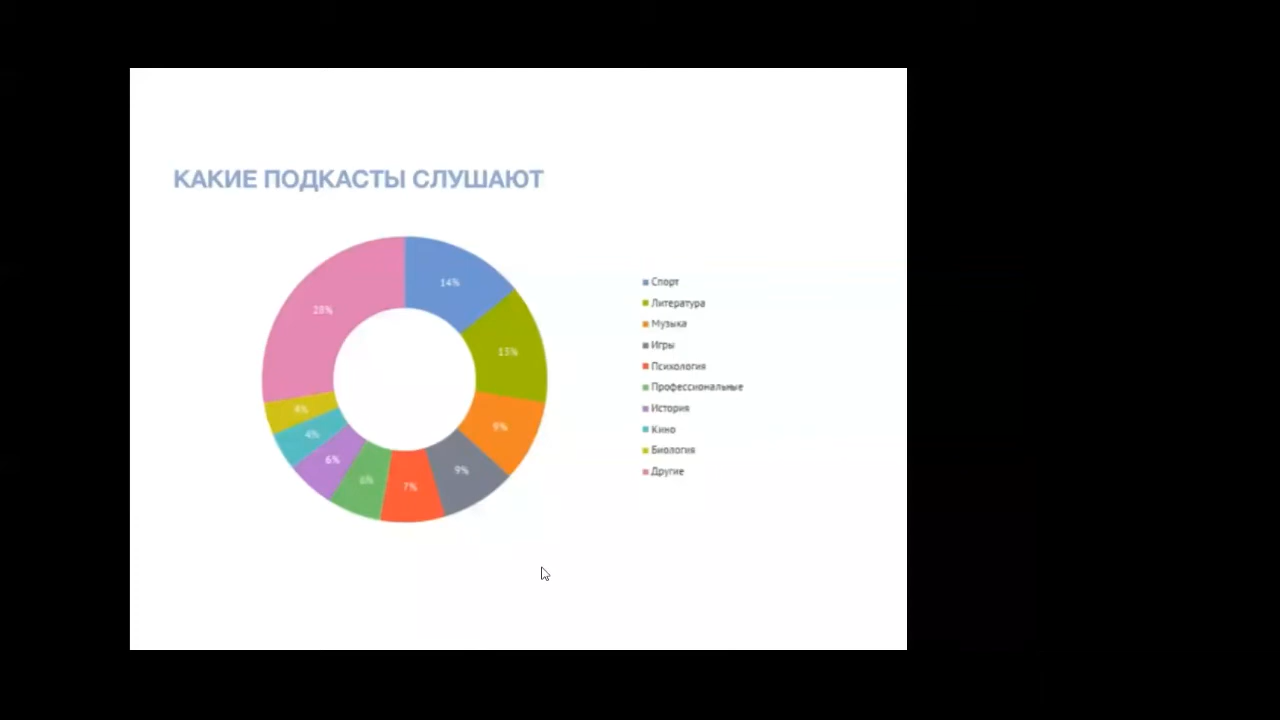 КАКИЕ ПОДКАСТЫ СЛУШАЮТ
14%
13%
9%
9%
7%
6%
6%
4%
4%
28%
Спорт
Литература
Музыка
Игры
Психология
Профессиональные
История
Кино
Биология
Другие